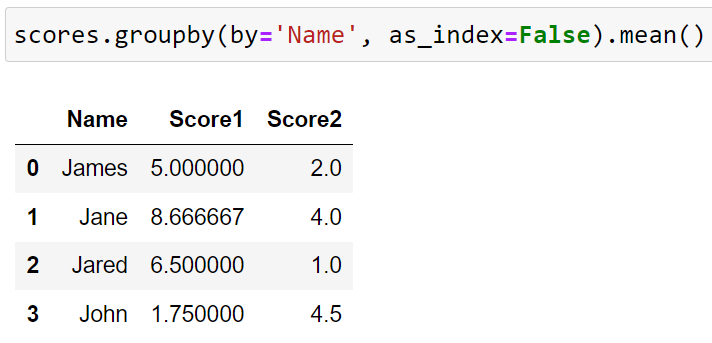 scores.groupby(by='Name', as_index=False).mean()
Name Score1 Score2
0 James 5.000000 2.0
1 Jane 8.666667 4.0
2 Jared 6.500000 1.0
3 John 1.750000 4.5